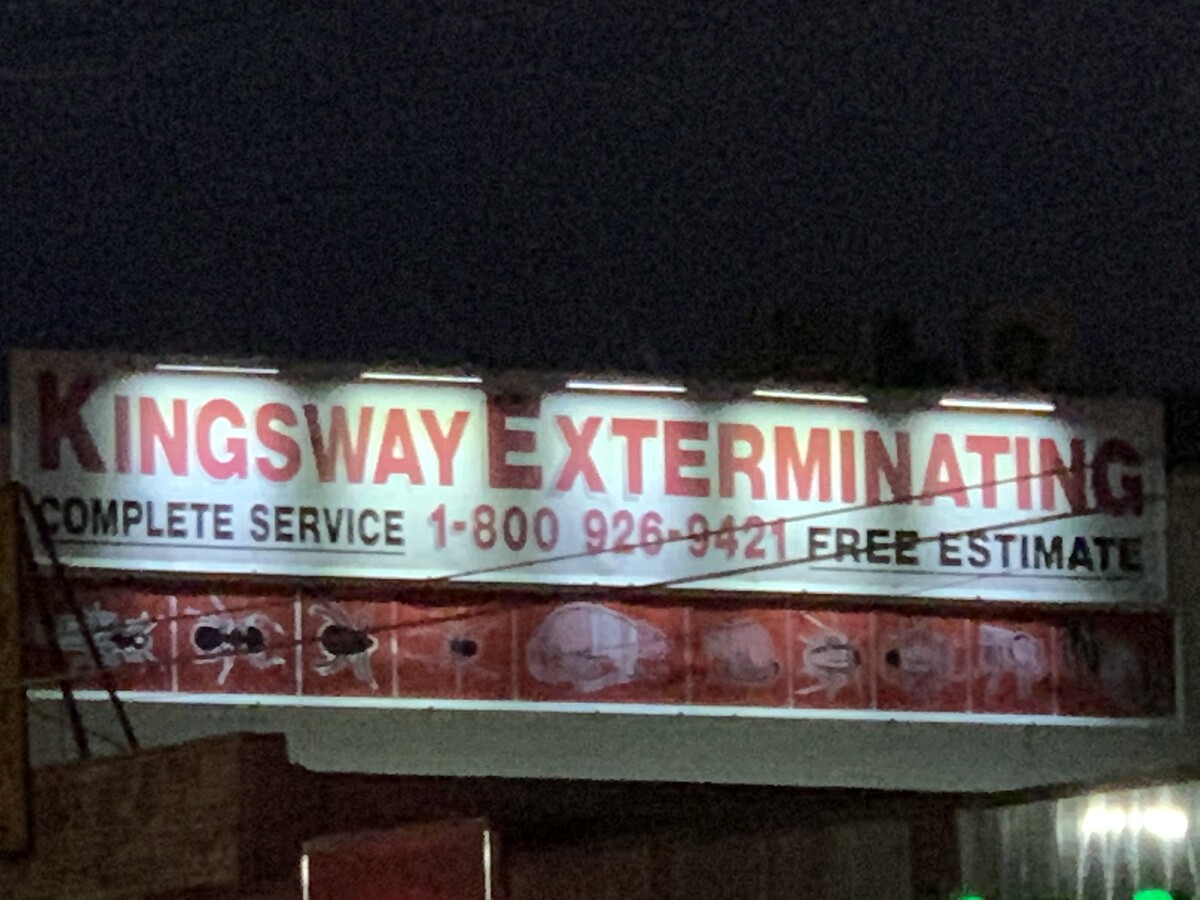 KINGSWAY EXTERMINATING
COMPLETE SERVICE 1-800 926-9421 FREE ESTIMATE